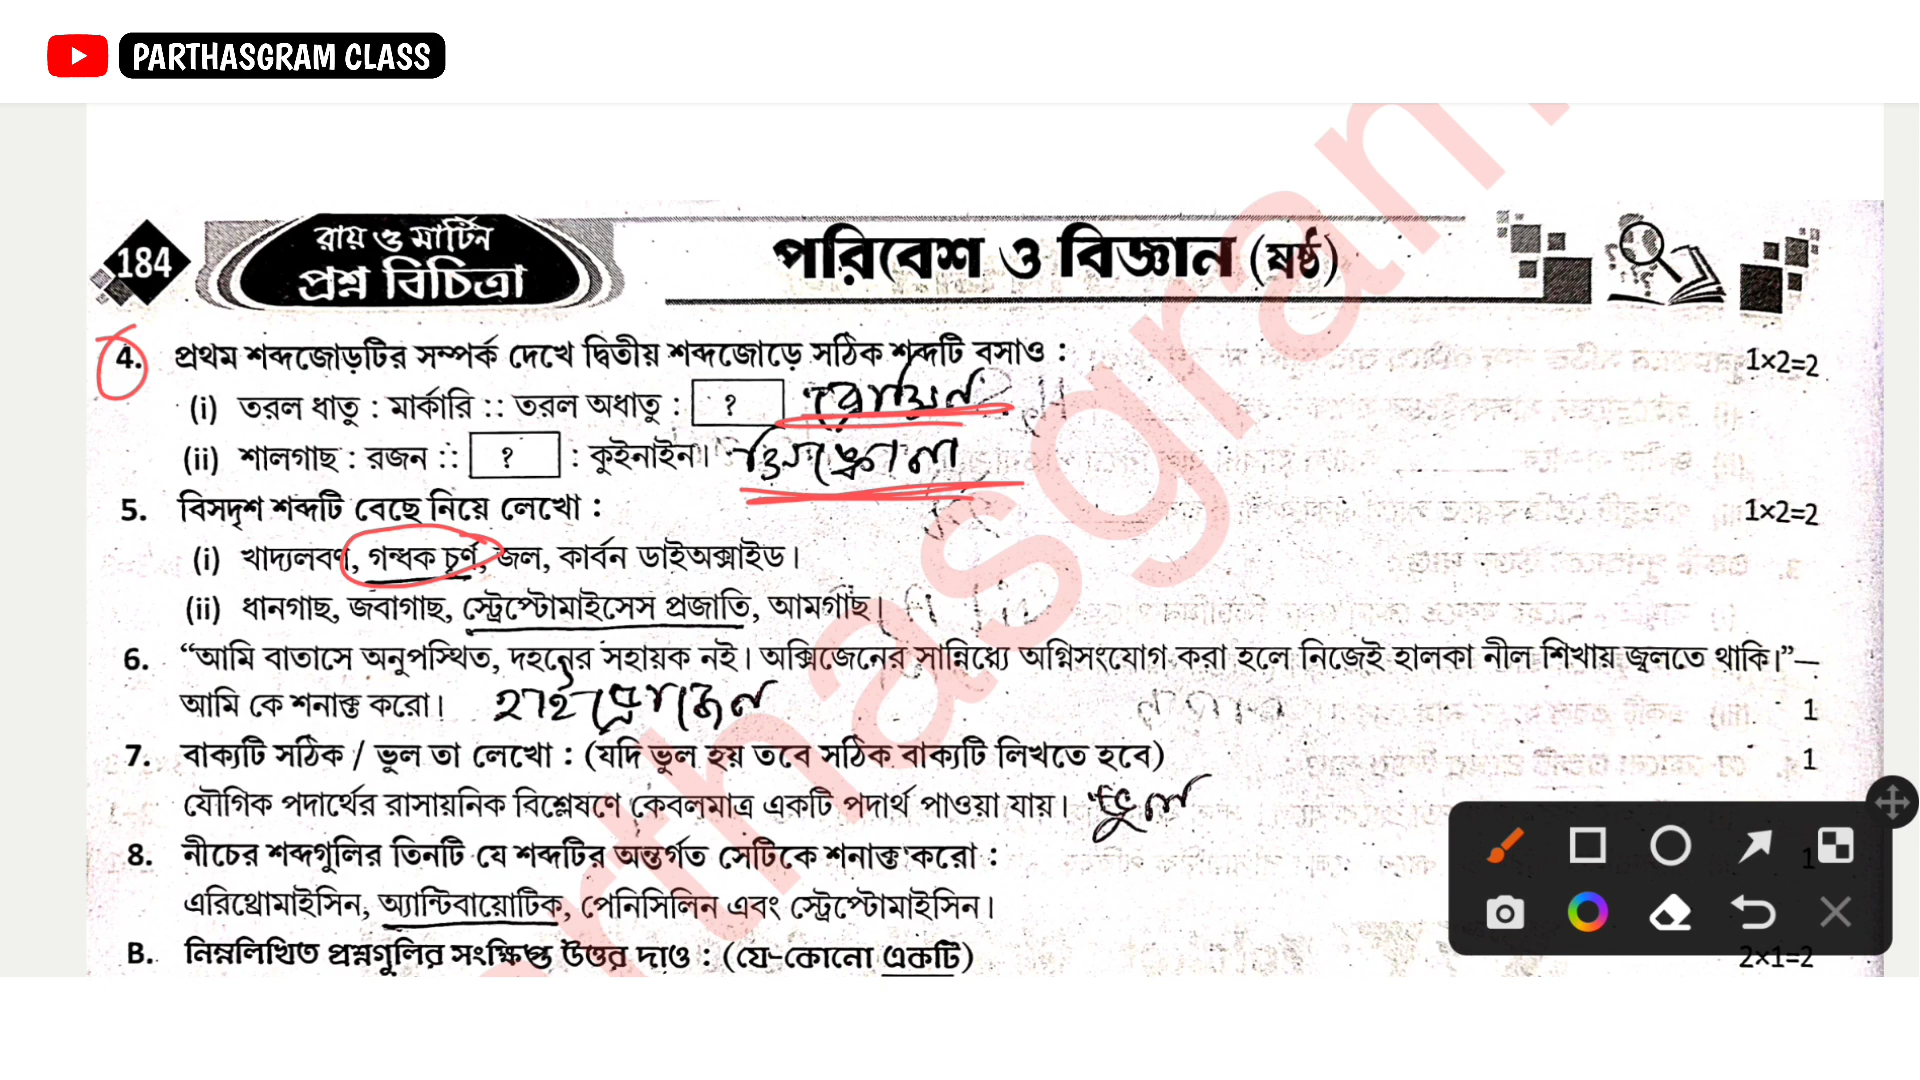 PARTHASGRAM CLASS
184
রায় ও মার্টিন
প্রশ্ন বিচিত্রা
পরিবেশ ও বিজ্ঞান (ষষ্ঠ)
4. প্রথম শব্দজোড়টির সম্পর্ক দেখে দ্বিতীয় শব্দজোড়ে সঠিক শব্দটি বসাও : 1×2=2
(i) তরল ধাতু : মার্কারি :: তরল অধাতু : ? ব্রোমিন
(ii) শালগাছ : রজন :: ? : কুইনাইন। সিঙ্কোনা
5. বিসদৃশ শব্দটি বেছে নিয়ে লেখো : 1×2=2
(i) খাদ্যলবণ, গন্ধক চূর্ণ, জল, কার্বন ডাইঅক্সাইড।
(ii) ধানগাছ, জবাগাছ, স্ট্রেপ্টোমাইসেস প্রজাতি, আমগাছ।
6. “আমি বাতাসে অনুপস্থিত, দহনের সহায়ক নই। অক্সিজেনের সান্নিধ্যে অগ্নিসংযোগ করা হলে নিজেই হালকা নীল শিখায় জ্বলতে থাকি।”—
আমি কে শনাক্ত করো। হাইড্রোজেন 1
7. বাক্যটি সঠিক / ভুল তা লেখো : (যদি ভুল হয় তবে সঠিক বাক্যটি লিখতে হবে) 1
যৌগিক পদার্থের রাসায়নিক বিশ্লেষণে কেবলমাত্র একটি পদার্থ পাওয়া যায়। ভুল
8. নীচের শব্দগুলির তিনটি যে শব্দটির অন্তর্গত সেটিকে শনাক্ত করো : 1
এরিথ্রোমাইসিন, অ্যান্টিবায়োটিক, পেনিসিলিন এবং স্ট্রেপ্টোমাইসিন।
B. নিম্নলিখিত প্রশ্নগুলির সংক্ষিপ্ত উত্তর দাও : (যে-কোনো একটি) 2×1=2